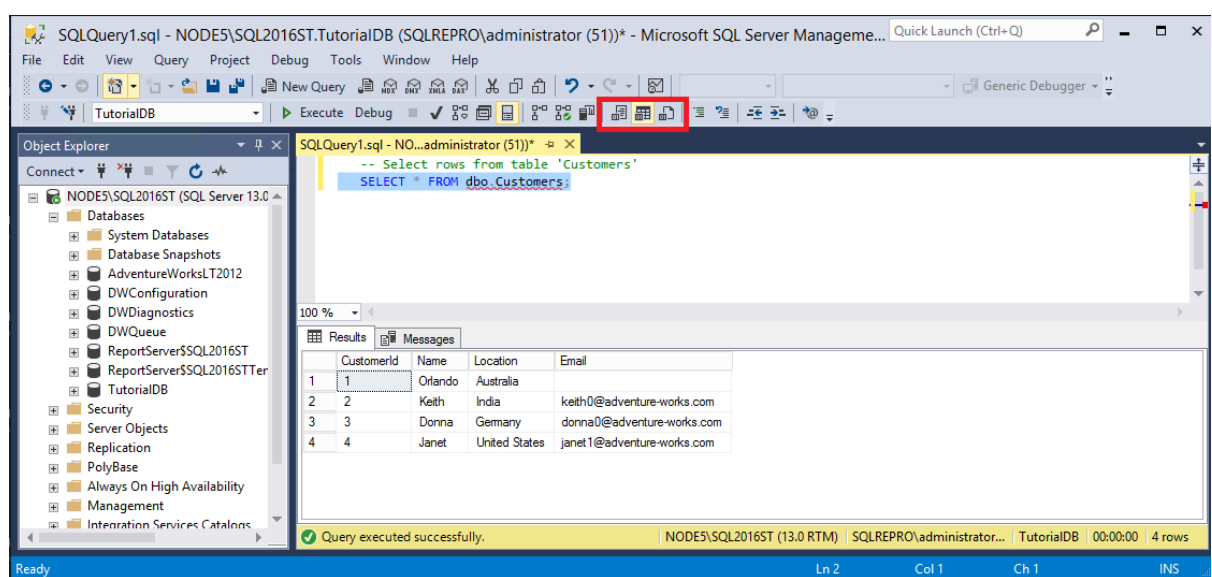 SQLQuery1.sql - NODE5\SQL2016ST.TutorialDB (SQLREPRO\administrator (51))* - Microsoft SQL Server Manageme... Quick Launch (Ctrl+Q)
File Edit View Query Project Debug Tools Window Help
New Query MDX DMX XMLA DAX Generic Debugger
TutorialDB Execute Debug
Object Explorer
SQLQuery1.sql - NO...administrator (51))*
Connect
-- Select rows from table 'Customers'
SELECT * FROM dbo.Customers;
NODE5\SQL2016ST (SQL Server 13.0
Databases
System Databases
Database Snapshots
AdventureWorksLT2012
DWConfiguration
DWDiagnostics
DWQueue
ReportServer$SQL2016ST
ReportServer$SQL2016STTer
TutorialDB
Security
Server Objects
Replication
PolyBase
Always On High Availability
Management
Integration Services Catalogs
100 %
Results Messages
CustomerId Name Location Email
1 1 Orlando Australia
2 2 Keith India keith0@adventure-works.com
3 3 Donna Germany donna0@adventure-works.com
4 4 Janet United States janet1@adventure-works.com
Query executed successfully. NODE5\SQL2016ST (13.0 RTM) SQLREPRO\administrator... TutorialDB 00:00:00 4 rows
Ready Ln 2 Col 1 Ch 1 INS